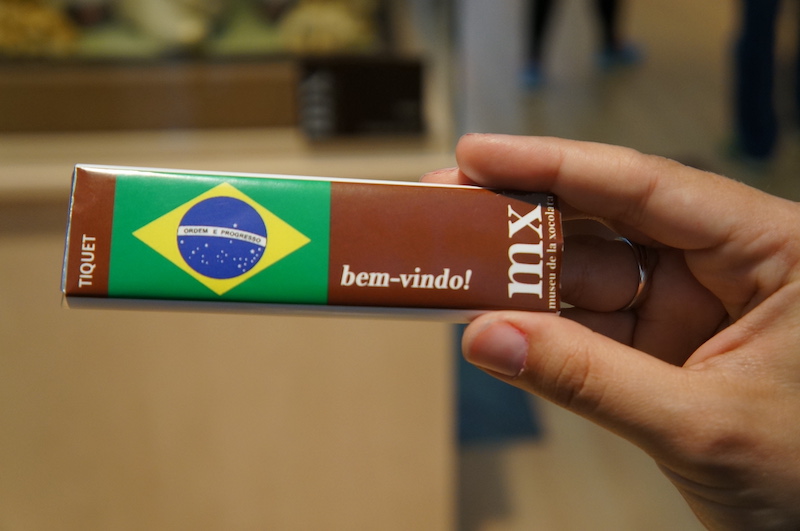 TIQUET
ORDEM E PROGRESSO
bem-vindo!
mx
museu de la xocolata